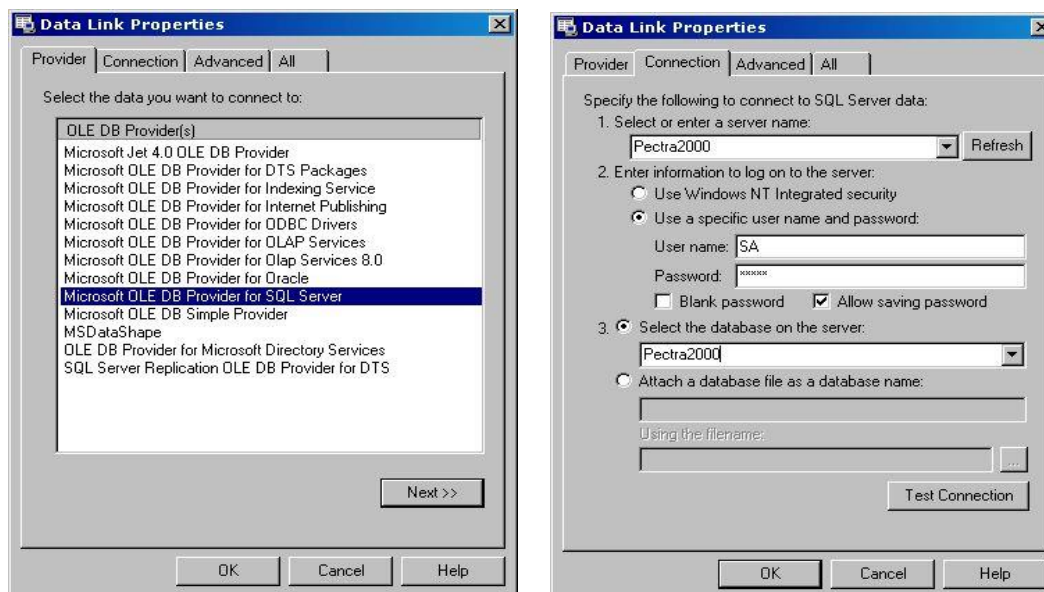 Data Link Properties
Provider Connection Advanced All
Select the data you want to connect to:
OLE DB Provider(s)
Microsoft Jet 4.0 OLE DB Provider
Microsoft OLE DB Provider for DTS Packages
Microsoft OLE DB Provider for Indexing Service
Microsoft OLE DB Provider for Internet Publishing
Microsoft OLE DB Provider for ODBC Drivers
Microsoft OLE DB Provider for OLAP Services
Microsoft OLE DB Provider for Olap Services 8.0
Microsoft OLE DB Provider for Oracle
Microsoft OLE DB Provider for SQL Server
Microsoft OLE DB Simple Provider
MSDataShape
OLE DB Provider for Microsoft Directory Services
SQL Server Replication OLE DB Provider for DTS
Next >>
OK Cancel Help
Data Link Properties
Provider Connection Advanced All
Specify the following to connect to SQL Server data:
1. Select or enter a server name:
Pectra2000 Refresh
2. Enter information to log on to the server:
Use Windows NT Integrated security
Use a specific user name and password:
User name: SA
Password: xxxxx
Blank password Allow saving password
3. Select the database on the server:
Pectra2000
Attach a database file as a database name:
Using the filename:
...
Test Connection
OK Cancel Help